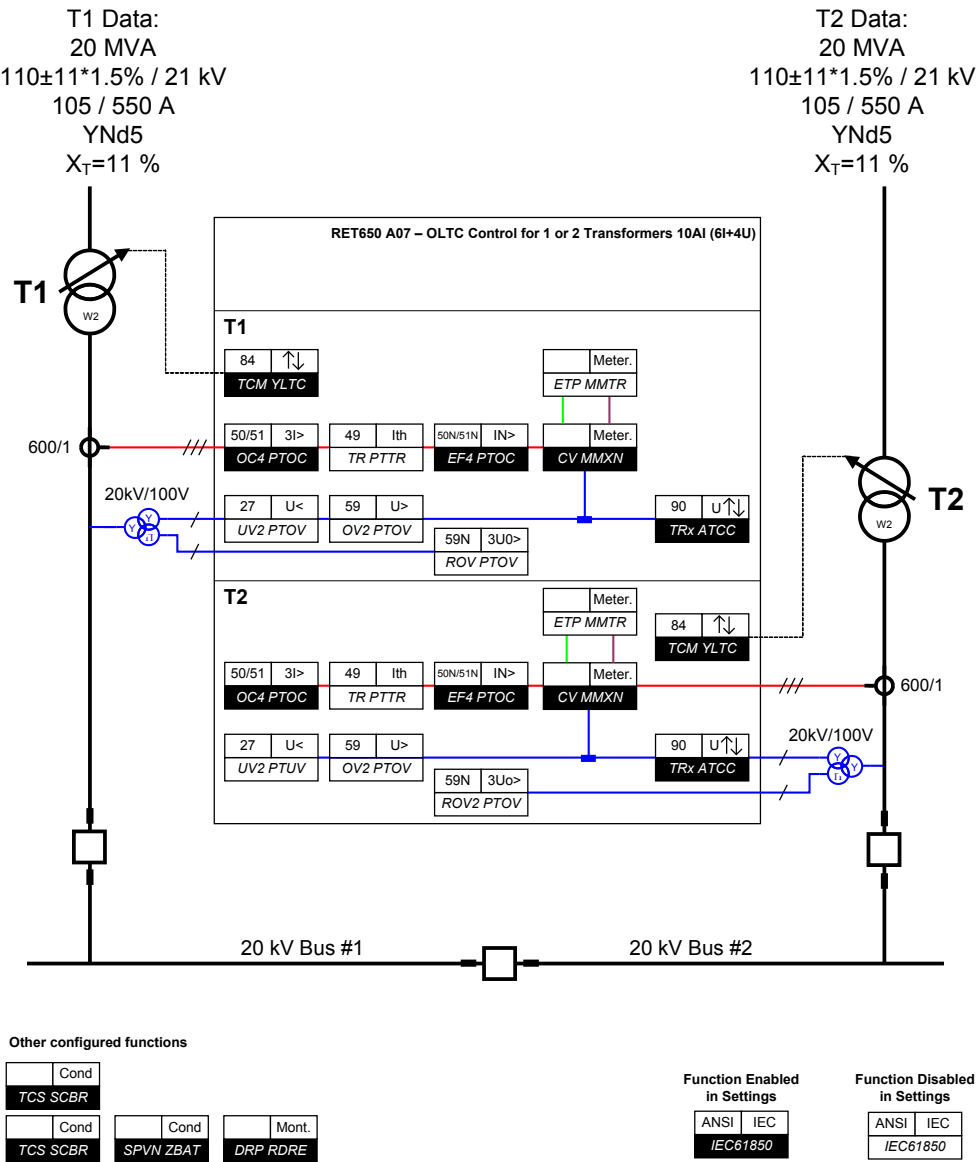 T1 Data:
20 MVA
110±11*1.5% / 21 kV
105 / 550 A
YNd5
X_T=11 %
T2 Data:
20 MVA
110±11*1.5% / 21 kV
105 / 550 A
YNd5
X_T=11 %
RET650 A07 – OLTC Control for 1 or 2 Transformers 10AI (6I+4U)
T1
W2
T1
84 ↑↓
TCM YLTC
Meter.
ETP MMTR
600/1
50/51 3I>
OC4 PTOC
49 Ith
TR PTTR
50N/51N IN>
EF4 PTOC
Meter.
CV MMXN
20kV/100V
Y
Y
27 U<
UV2 PTOV
59 U>
OV2 PTOV
90 U↑↓
TRx ATCC
59N 3U0>
ROV PTOV
T2
W2
T2
Meter.
ETP MMTR
84 ↑↓
TCM YLTC
50/51 3I>
OC4 PTOC
49 Ith
TR PTTR
50N/51N IN>
EF4 PTOC
Meter.
CV MMXN
600/1
20kV/100V
Y
Y
27 U<
UV2 PTUV
59 U>
OV2 PTOV
90 U↑↓
TRx ATCC
59N 3Uo>
ROV2 PTOV
20 kV Bus #1
20 kV Bus #2
Other configured functions
Cond
TCS SCBR
Cond
TCS SCBR
Cond
SPVN ZBAT
Mont.
DRP RDRE
Function Enabled
in Settings
ANSI IEC
IEC61850
Function Disabled
in Settings
ANSI IEC
IEC61850